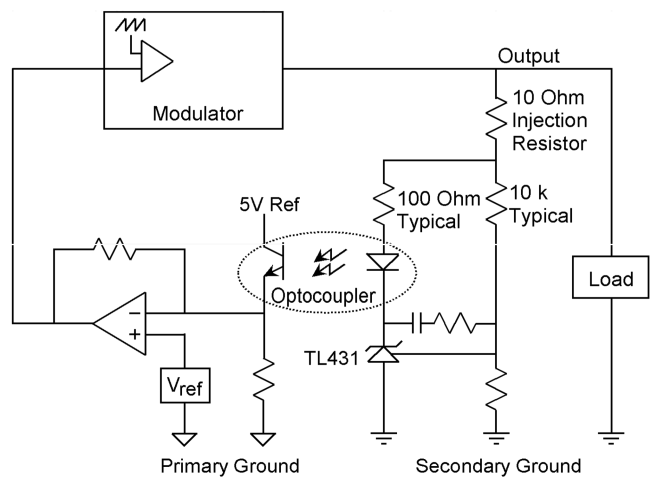 Modulator
Output
10 Ohm
Injection
Resistor
100 Ohm
Typical
10 k
Typical
5V Ref
Optocoupler
Load
−
+
TL431
Vref
Primary Ground
Secondary Ground